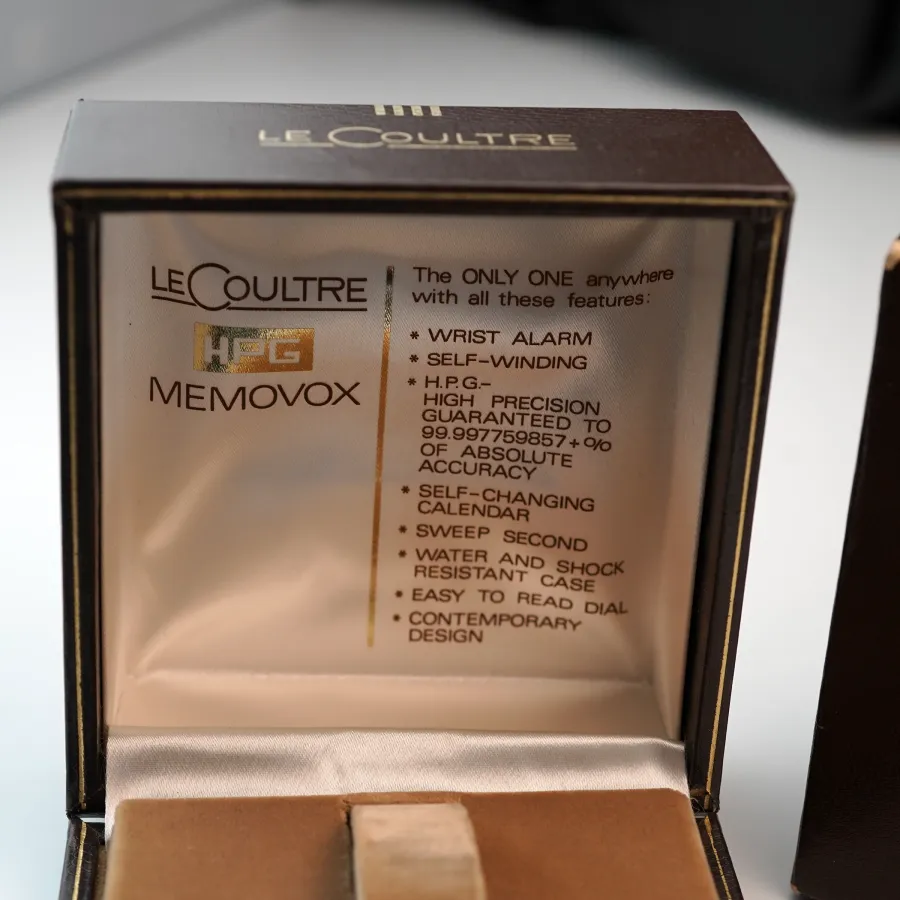 LECOULTRE
LECOULTRE
HPG
MEMOVOX
The ONLY ONE anywhere
with all these features:
* WRIST ALARM
* SELF-WINDING
* H.P.G.-
HIGH PRECISION
GUARANTEED TO
99.997759857+%
OF ABSOLUTE
ACCURACY
* SELF-CHANGING
CALENDAR
* SWEEP SECOND
* WATER AND SHOCK
RESISTANT CASE
* EASY TO READ DIAL
* CONTEMPORARY
DESIGN